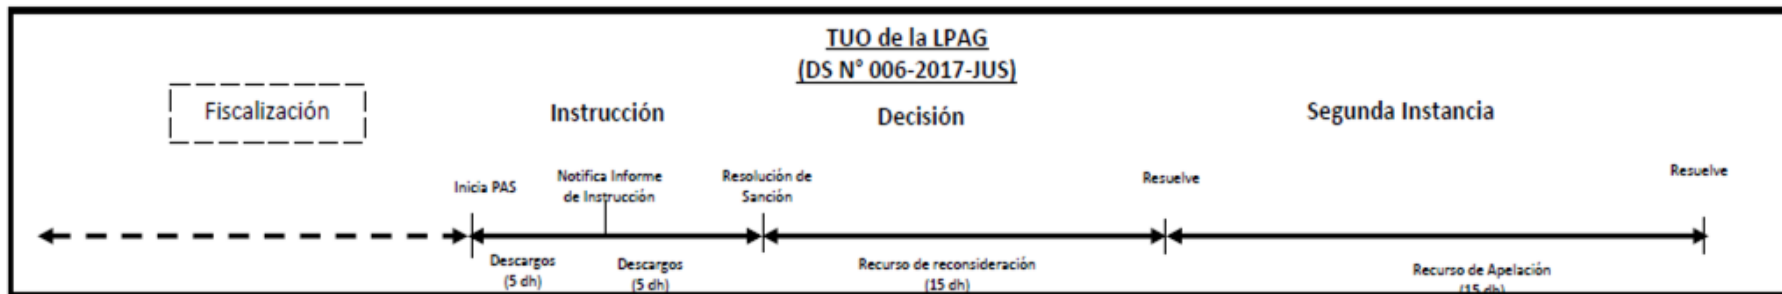 TUO de la LPAG
(DS N° 006-2017-JUS)
Fiscalización
Instrucción
Decisión
Segunda Instancia
Inicia PAS
Notifica Informe
de Instrucción
Resolución de
Sanción
Resuelve
Resuelve
Descargos
(5 dh)
Descargos
(5 dh)
Recurso de reconsideración
(15 dh)
Recurso de Apelación
(15 dh)